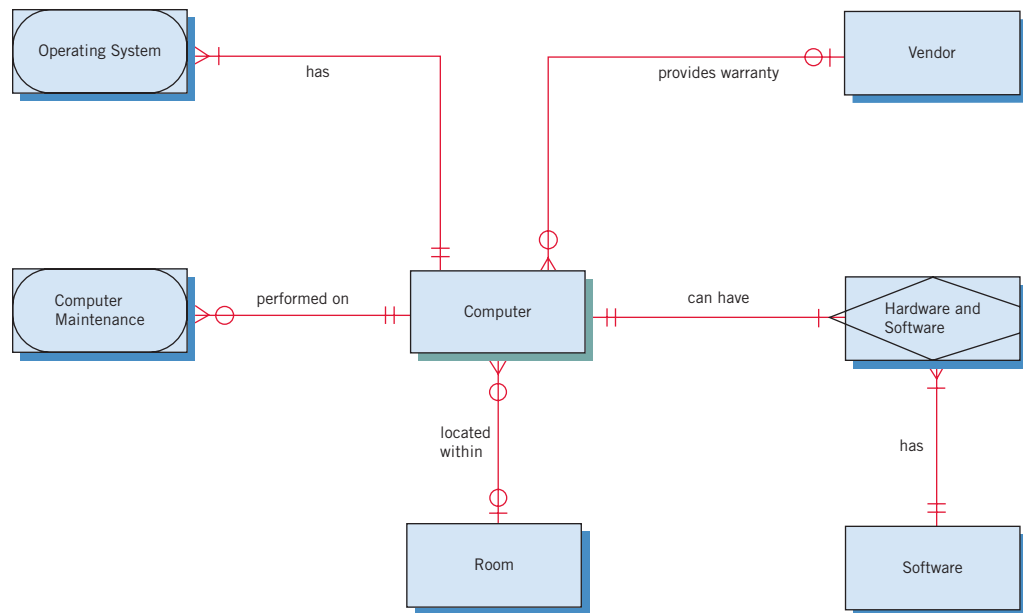 Operating System
has
provides warranty
Vendor
Computer
Maintenance
performed on
Computer
can have
Hardware and
Software
located
within
has
Room
Software